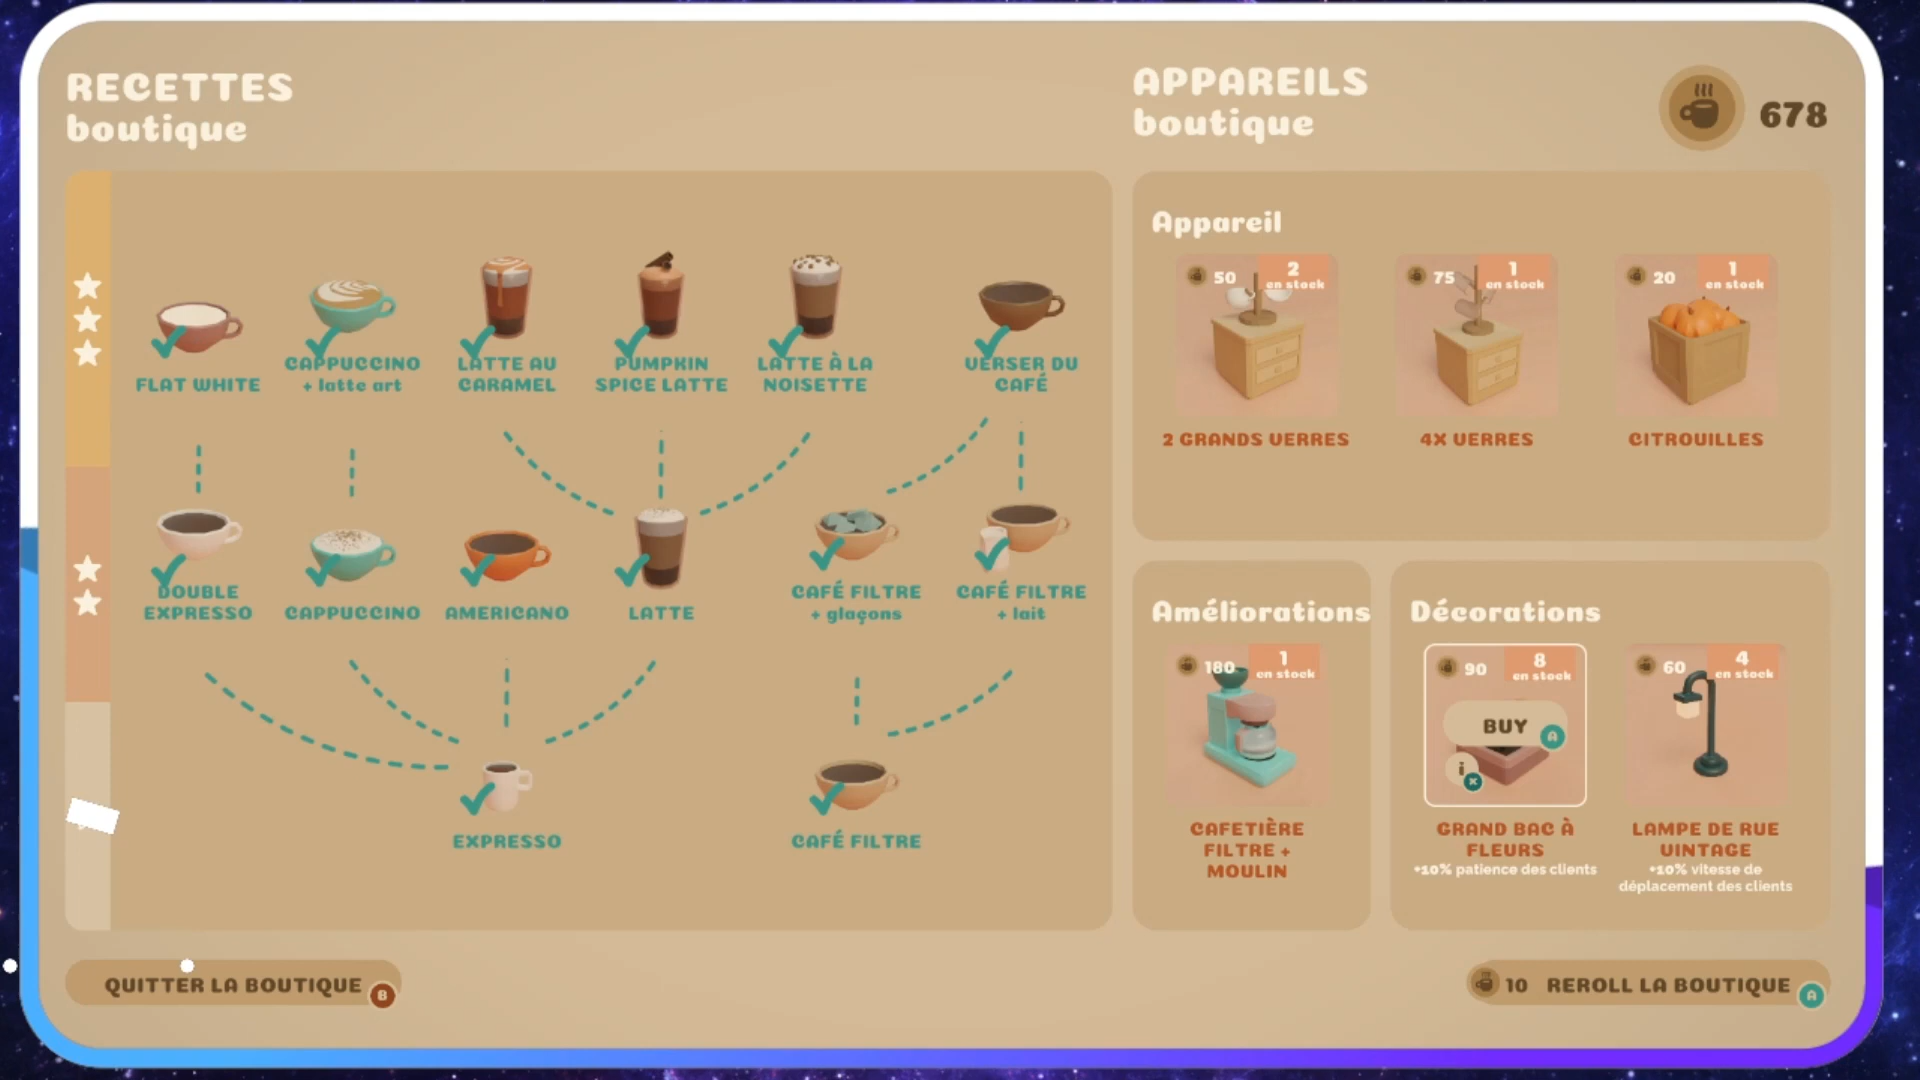 RECETTES
boutique
APPAREILS
boutique
678
FLAT WHITE
CAPPUCCINO
+ latte art
LATTE AU
CARAMEL
PUMPKIN
SPICE LATTE
LATTE À LA
NOISETTE
VERSER DU
CAFÉ
DOUBLE
EXPRESSO
CAPPUCCINO
AMERICANO
LATTE
CAFÉ FILTRE
+ glaçons
CAFÉ FILTRE
+ lait
EXPRESSO
CAFÉ FILTRE
Appareil
50
2
en stock
2 GRANDS VERRES
75
1
en stock
4X VERRES
20
1
en stock
CITROUILLES
Améliorations
180
1
en stock
CAFETIÈRE
FILTRE +
MOULIN
Décorations
90
8
en stock
BUY A
i
X
GRAND BAC À
FLEURS
+10% patience des clients
60
4
en stock
LAMPE DE RUE
VINTAGE
+10% vitesse de
déplacement des clients
QUITTER LA BOUTIQUE B
10 REROLL LA BOUTIQUE A